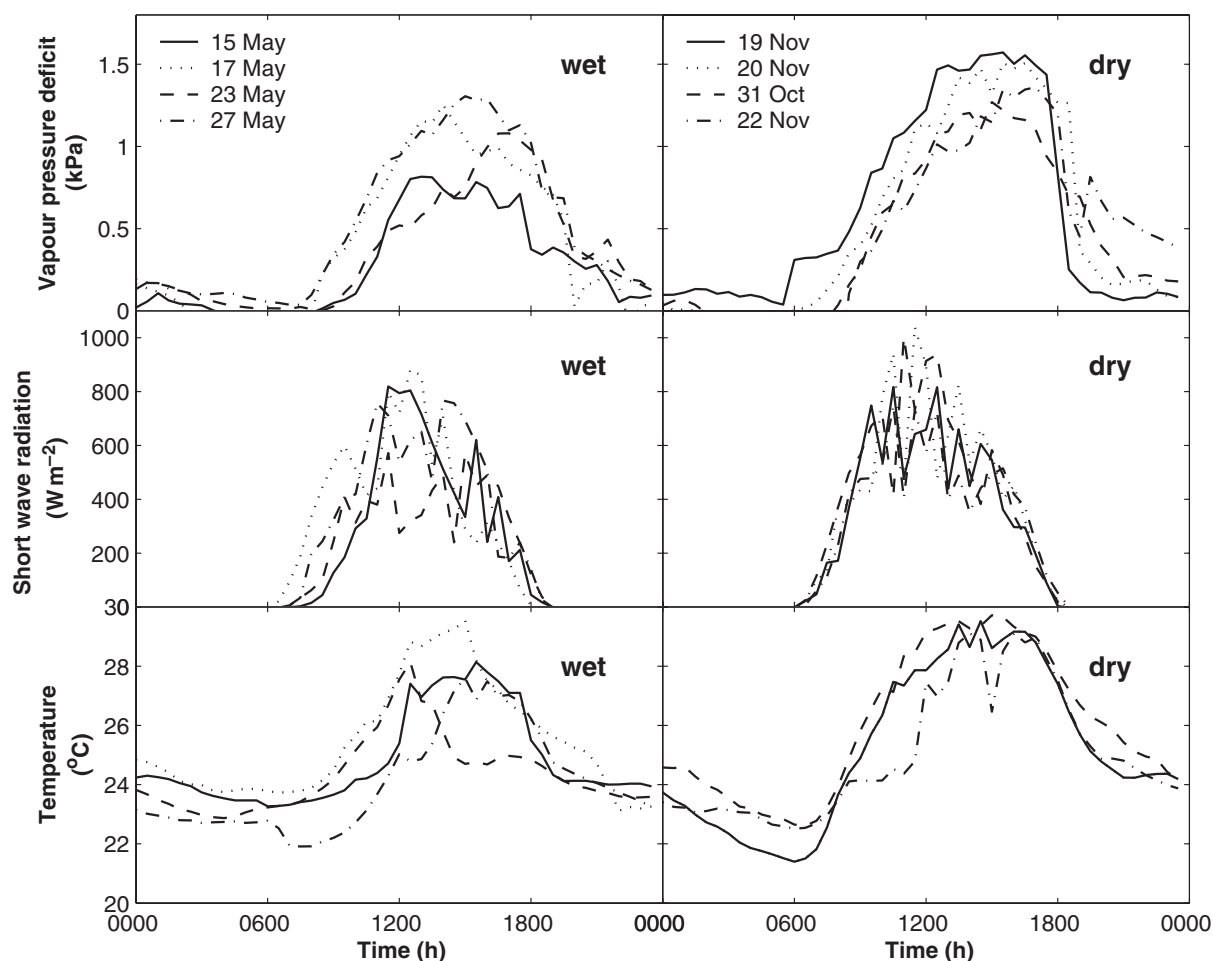 15 May
17 May
23 May
27 May
wet
19 Nov
20 Nov
31 Oct
22 Nov
dry
Vapour pressure deficit
(kPa)
1.5
1
0.5
0
wet
dry
Short wave radiation
(W m−2)
1000
800
600
400
200
30
wet
dry
Temperature
(oC)
28
26
24
22
20
0000
0600
1200
1800
0000
0600
1200
1800
0000
Time (h)
Time (h)